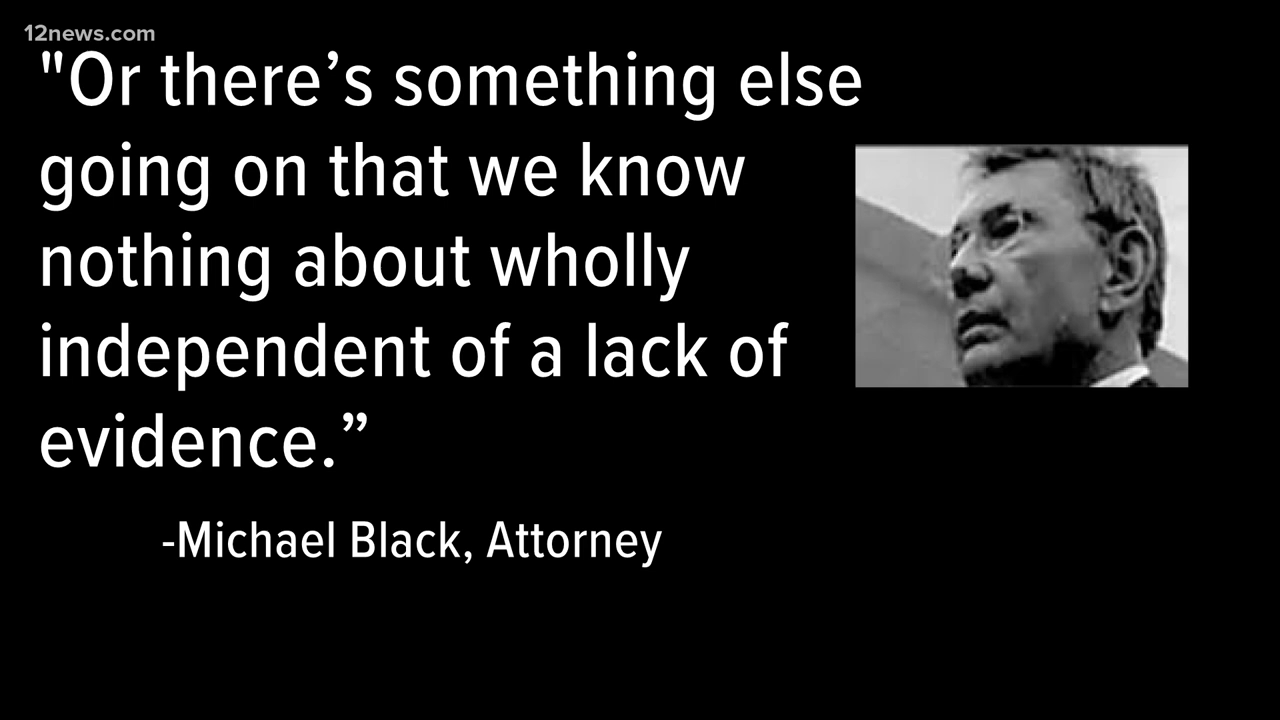 12news.com
"Or there’s something else
going on that we know
nothing about wholly
independent of a lack of
evidence.”
-Michael Black, Attorney